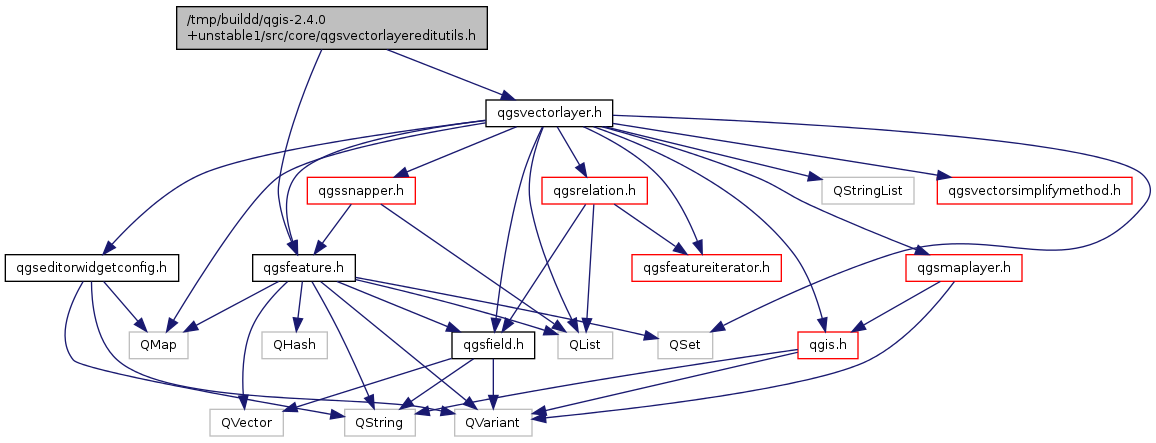 /tmp/buildd/qgis-2.4.0
+unstable1/src/core/qgsvectorlayereditutils.h
qgsvectorlayer.h
qgssnapper.h
qgsrelation.h
QStringList
qgsvectorsimplifymethod.h
qgseditorwidgetconfig.h
qgsfeature.h
qgsfeatureiterator.h
qgsmaplayer.h
QMap
QHash
qgsfield.h
QList
QSet
qgis.h
QVector
QString
QVariant